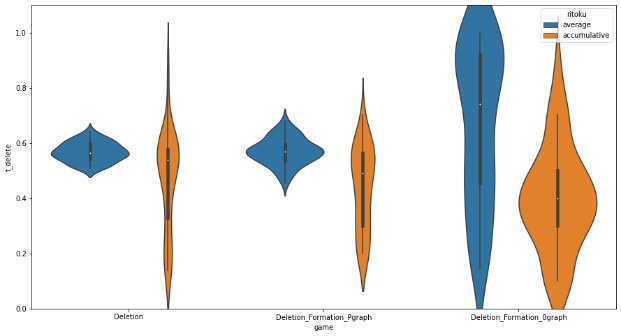 1.0
0.8
0.6
0.4
0.2
0.0
t_delete
ritoku
average
accumulative
Deletion
Deletion_Formation_Pgraph
Deletion_Formation_0graph
game